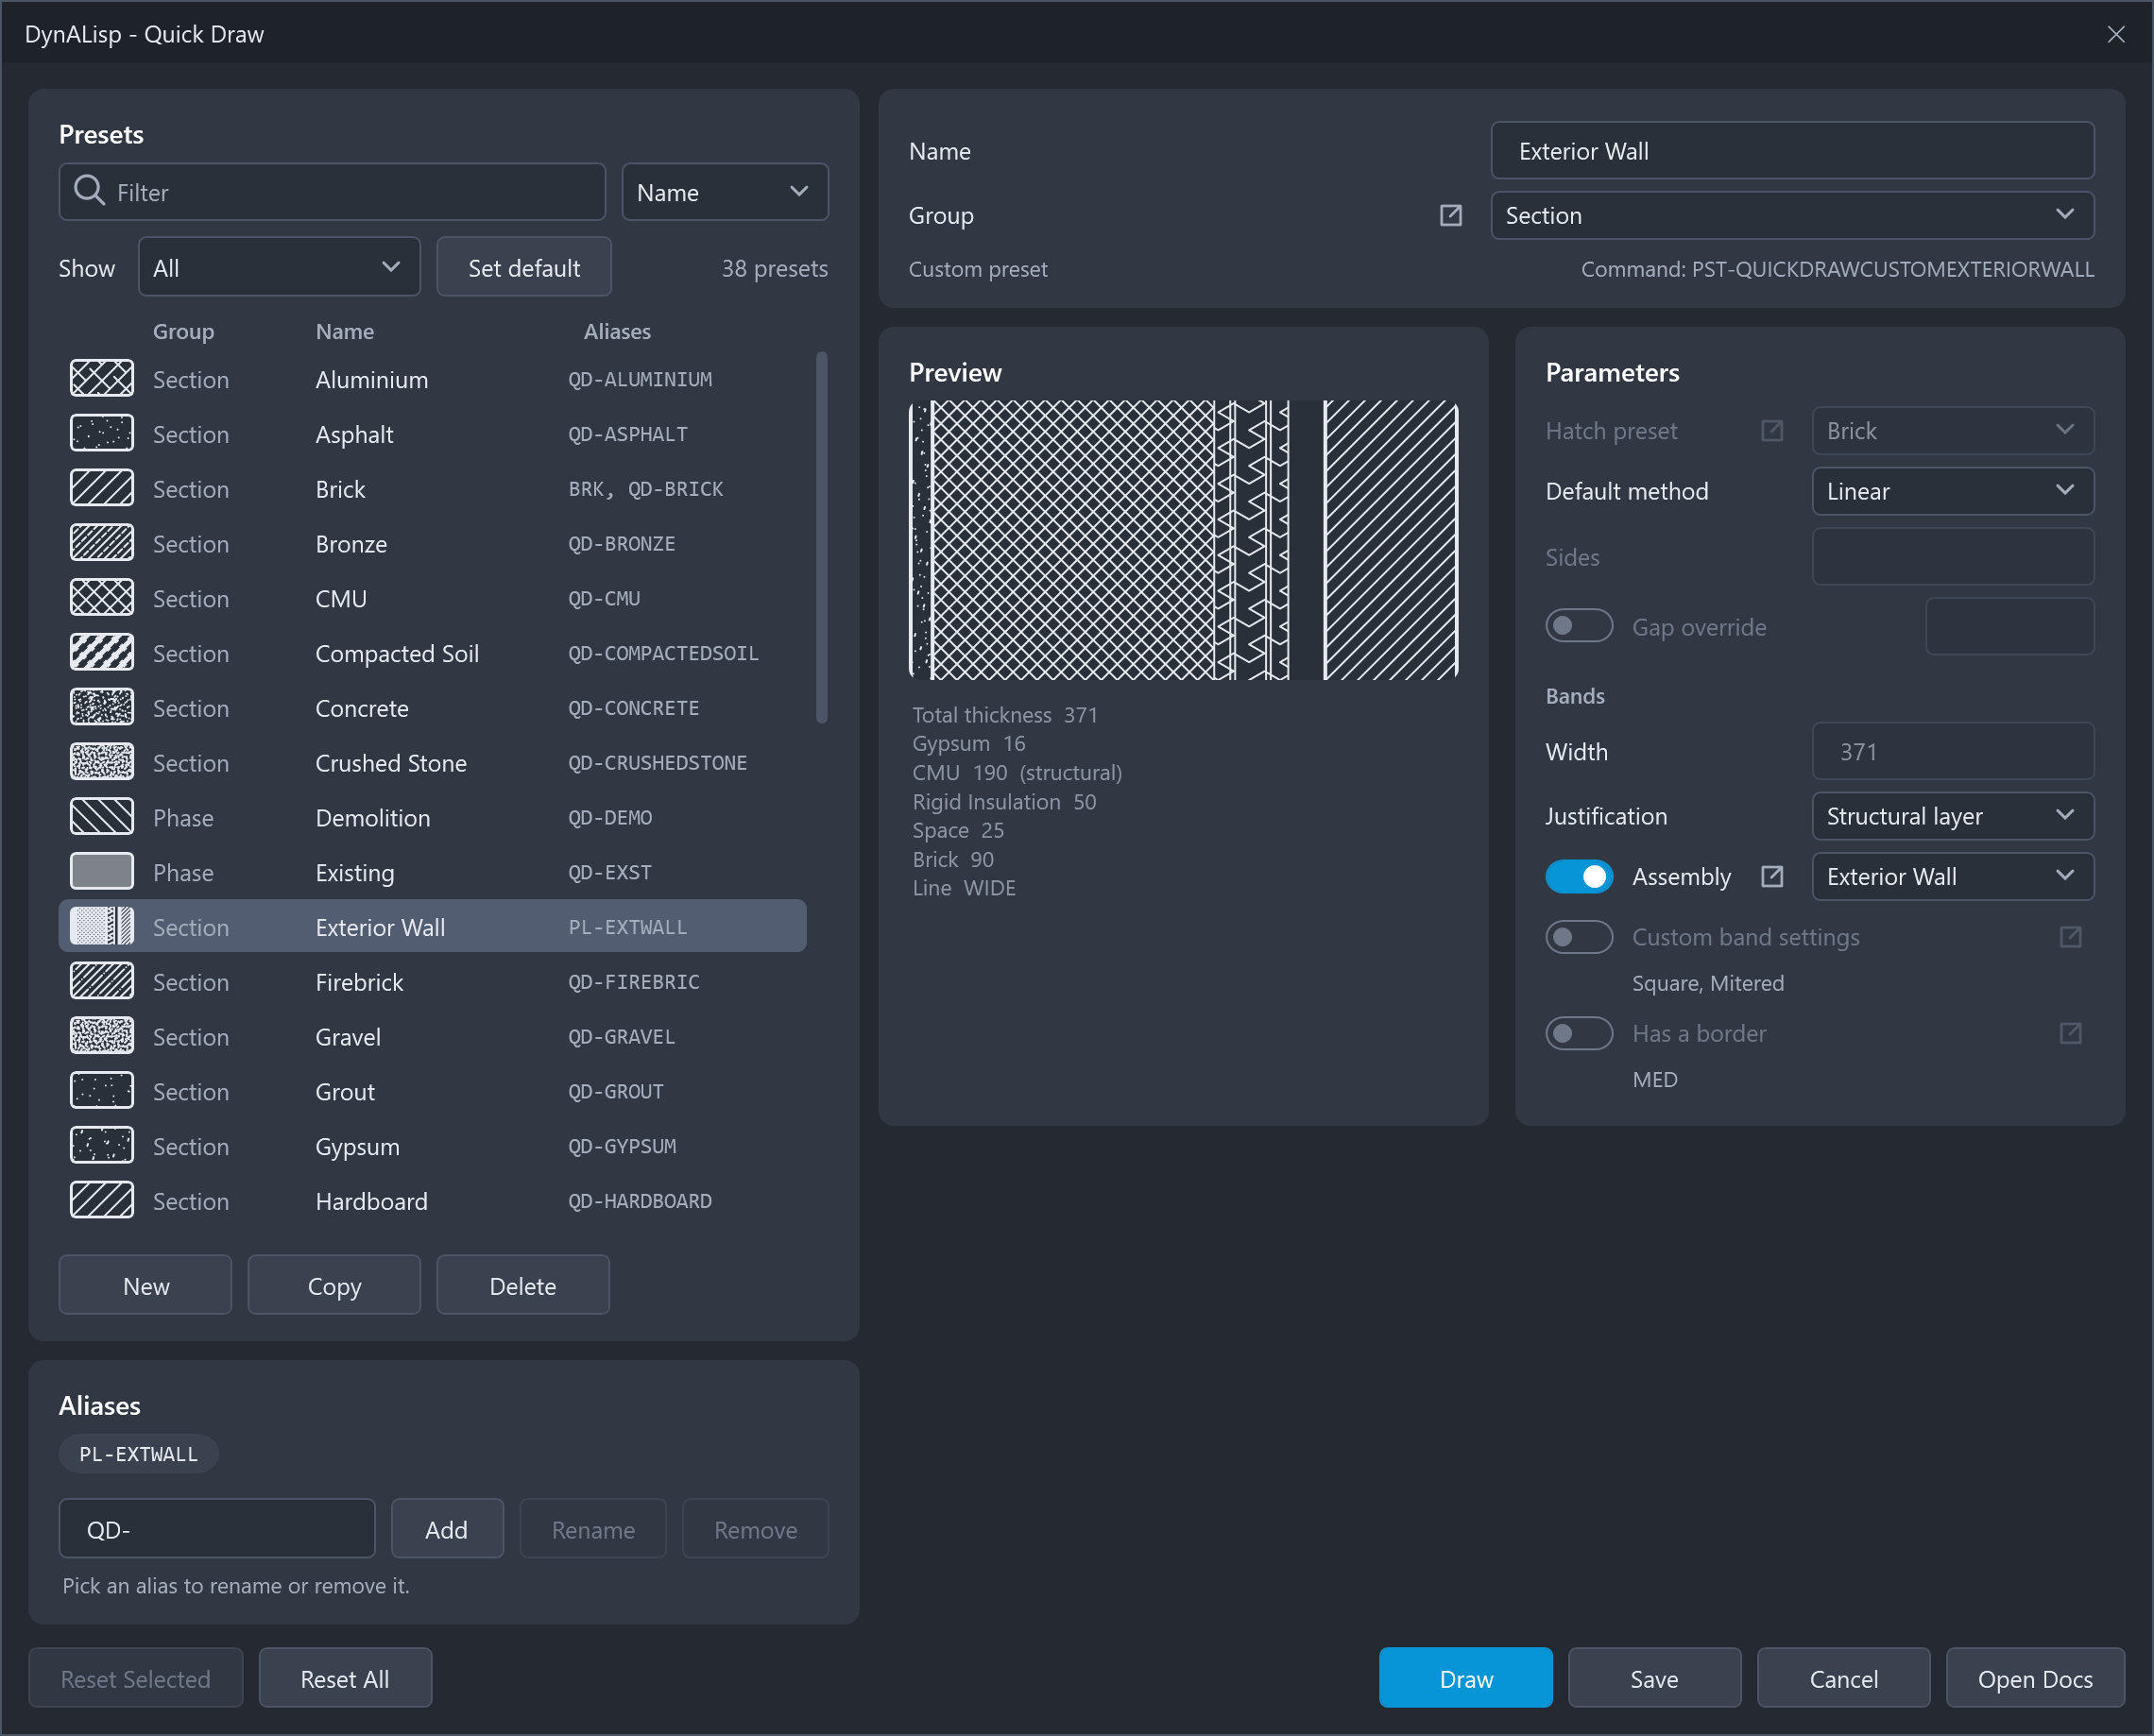 DynALisp - Quick Draw
Presets
Filter
Name
Show
All
Set default
38 presets
Group Name Aliases
Section Aluminium QD-ALUMINIUM
Section Asphalt QD-ASPHALT
Section Brick BRK, QD-BRICK
Section Bronze QD-BRONZE
Section CMU QD-CMU
Section Compacted Soil QD-COMPACTEDSOIL
Section Concrete QD-CONCRETE
Section Crushed Stone QD-CRUSHEDSTONE
Phase Demolition QD-DEMO
Phase Existing QD-EXST
Section Exterior Wall PL-EXTWALL
Section Firebrick QD-FIREBRIC
Section Gravel QD-GRAVEL
Section Grout QD-GROUT
Section Gypsum QD-GYPSUM
Section Hardboard QD-HARDBOARD
New Copy Delete
Aliases
PL-EXTWALL
QD- Add Rename Remove
Pick an alias to rename or remove it.
Name Exterior Wall
Group Section
Custom preset Command: PST-QUICKDRAWCUSTOMEXTERIORWALL
Preview
Total thickness 371
Gypsum 16
CMU 190 (structural)
Rigid Insulation 50
Space 25
Brick 90
Line WIDE
Parameters
Hatch preset Brick
Default method Linear
Sides
Gap override
Bands
Width 371
Justification Structural layer
Assembly Exterior Wall
Custom band settings
Square, Mitered
Has a border
MED
Reset Selected Reset All Draw Save Cancel Open Docs